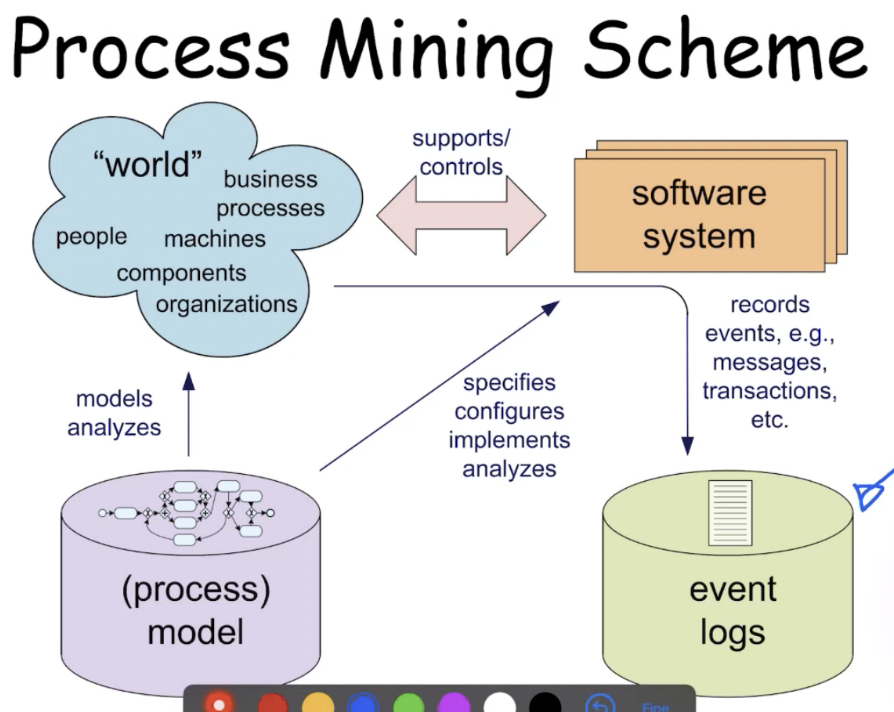 Process Mining Scheme
“world”
business
processes
people
machines
components
organizations
supports/
controls
software
system
records
events, e.g.,
messages,
transactions,
etc.
models
analyzes
specifies
configures
implements
analyzes
(process)
model
event
logs
Fine